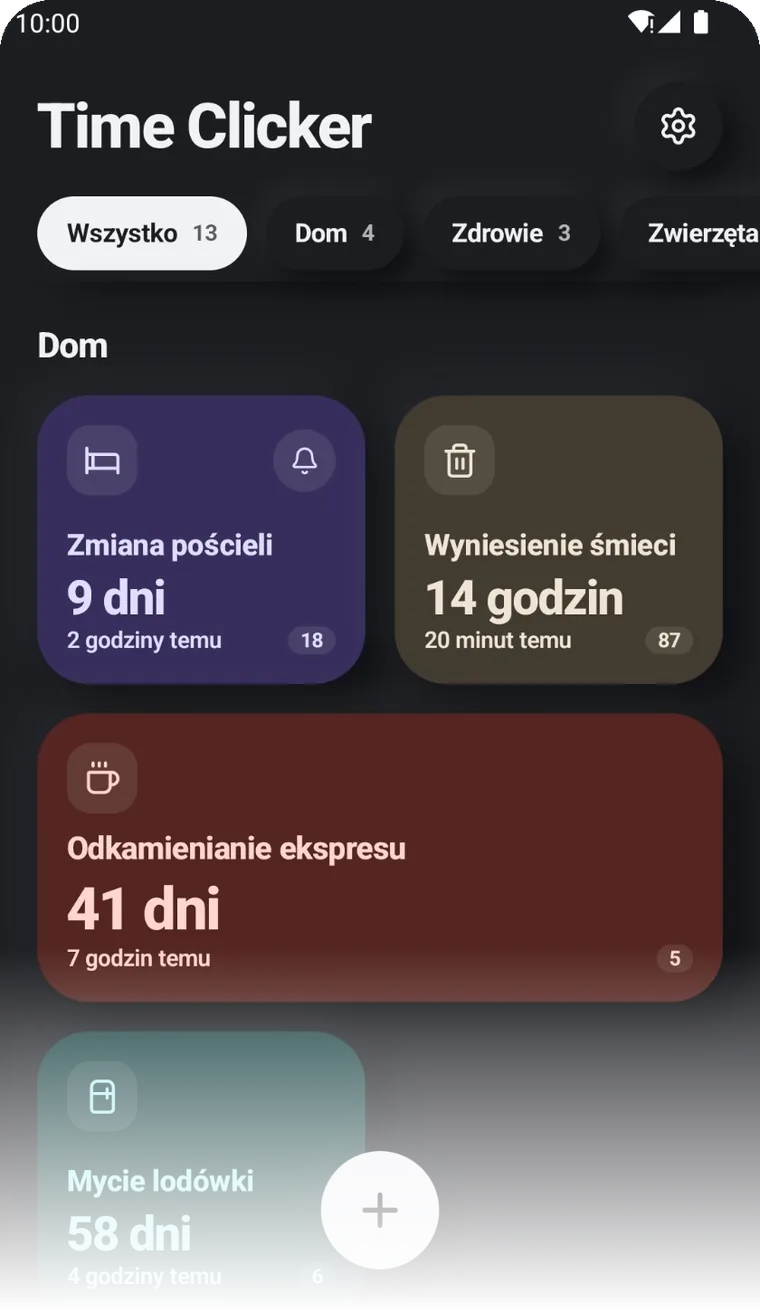 10:00
Time Clicker
Wszystko 13 Dom 4 Zdrowie 3 Zwierzęta
Dom
Zmiana pościeli
9 dni
2 godziny temu 18
Wyniesienie śmieci
14 godzin
20 minut temu 87
Odkamienianie ekspresu
41 dni
7 godzin temu 5
Mycie lodówki
58 dni
4 godziny temu 6